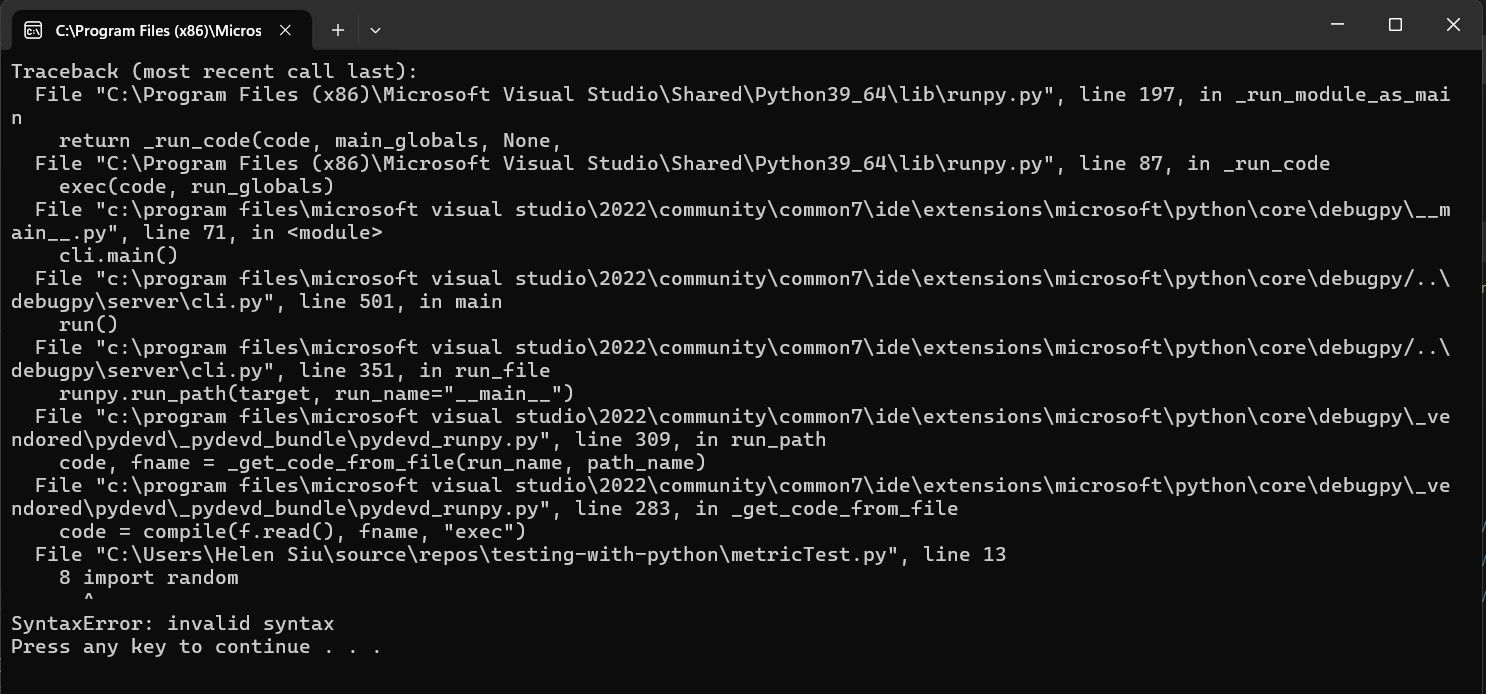 C:\Program Files (x86)\Micros
Traceback (most recent call last):
  File "C:\Program Files (x86)\Microsoft Visual Studio\Shared\Python39_64\lib\runpy.py", line 197, in _run_module_as_mai
n
    return _run_code(code, main_globals, None,
  File "C:\Program Files (x86)\Microsoft Visual Studio\Shared\Python39_64\lib\runpy.py", line 87, in _run_code
    exec(code, run_globals)
  File "c:\program files\microsoft visual studio\2022\community\common7\ide\extensions\microsoft\python\core\debugpy\__m
ain__.py", line 71, in <module>
    cli.main()
  File "c:\program files\microsoft visual studio\2022\community\common7\ide\extensions\microsoft\python\core\debugpy/..\
debugpy\server\cli.py", line 501, in main
    run()
  File "c:\program files\microsoft visual studio\2022\community\common7\ide\extensions\microsoft\python\core\debugpy/..\
debugpy\server\cli.py", line 351, in run_file
    runpy.run_path(target, run_name="__main__")
  File "c:\program files\microsoft visual studio\2022\community\common7\ide\extensions\microsoft\python\core\debugpy\_ve
ndored\pydevd\_pydevd_bundle\pydevd_runpy.py", line 309, in run_path
    code, fname = _get_code_from_file(run_name, path_name)
  File "c:\program files\microsoft visual studio\2022\community\common7\ide\extensions\microsoft\python\core\debugpy\_ve
ndored\pydevd\_pydevd_bundle\pydevd_runpy.py", line 283, in _get_code_from_file
    code = compile(f.read(), fname, "exec")
  File "C:\Users\Helen Siu\source\repos\testing-with-python\metricTest.py", line 13
    8 import random
      ^
SyntaxError: invalid syntax
Press any key to continue . . .